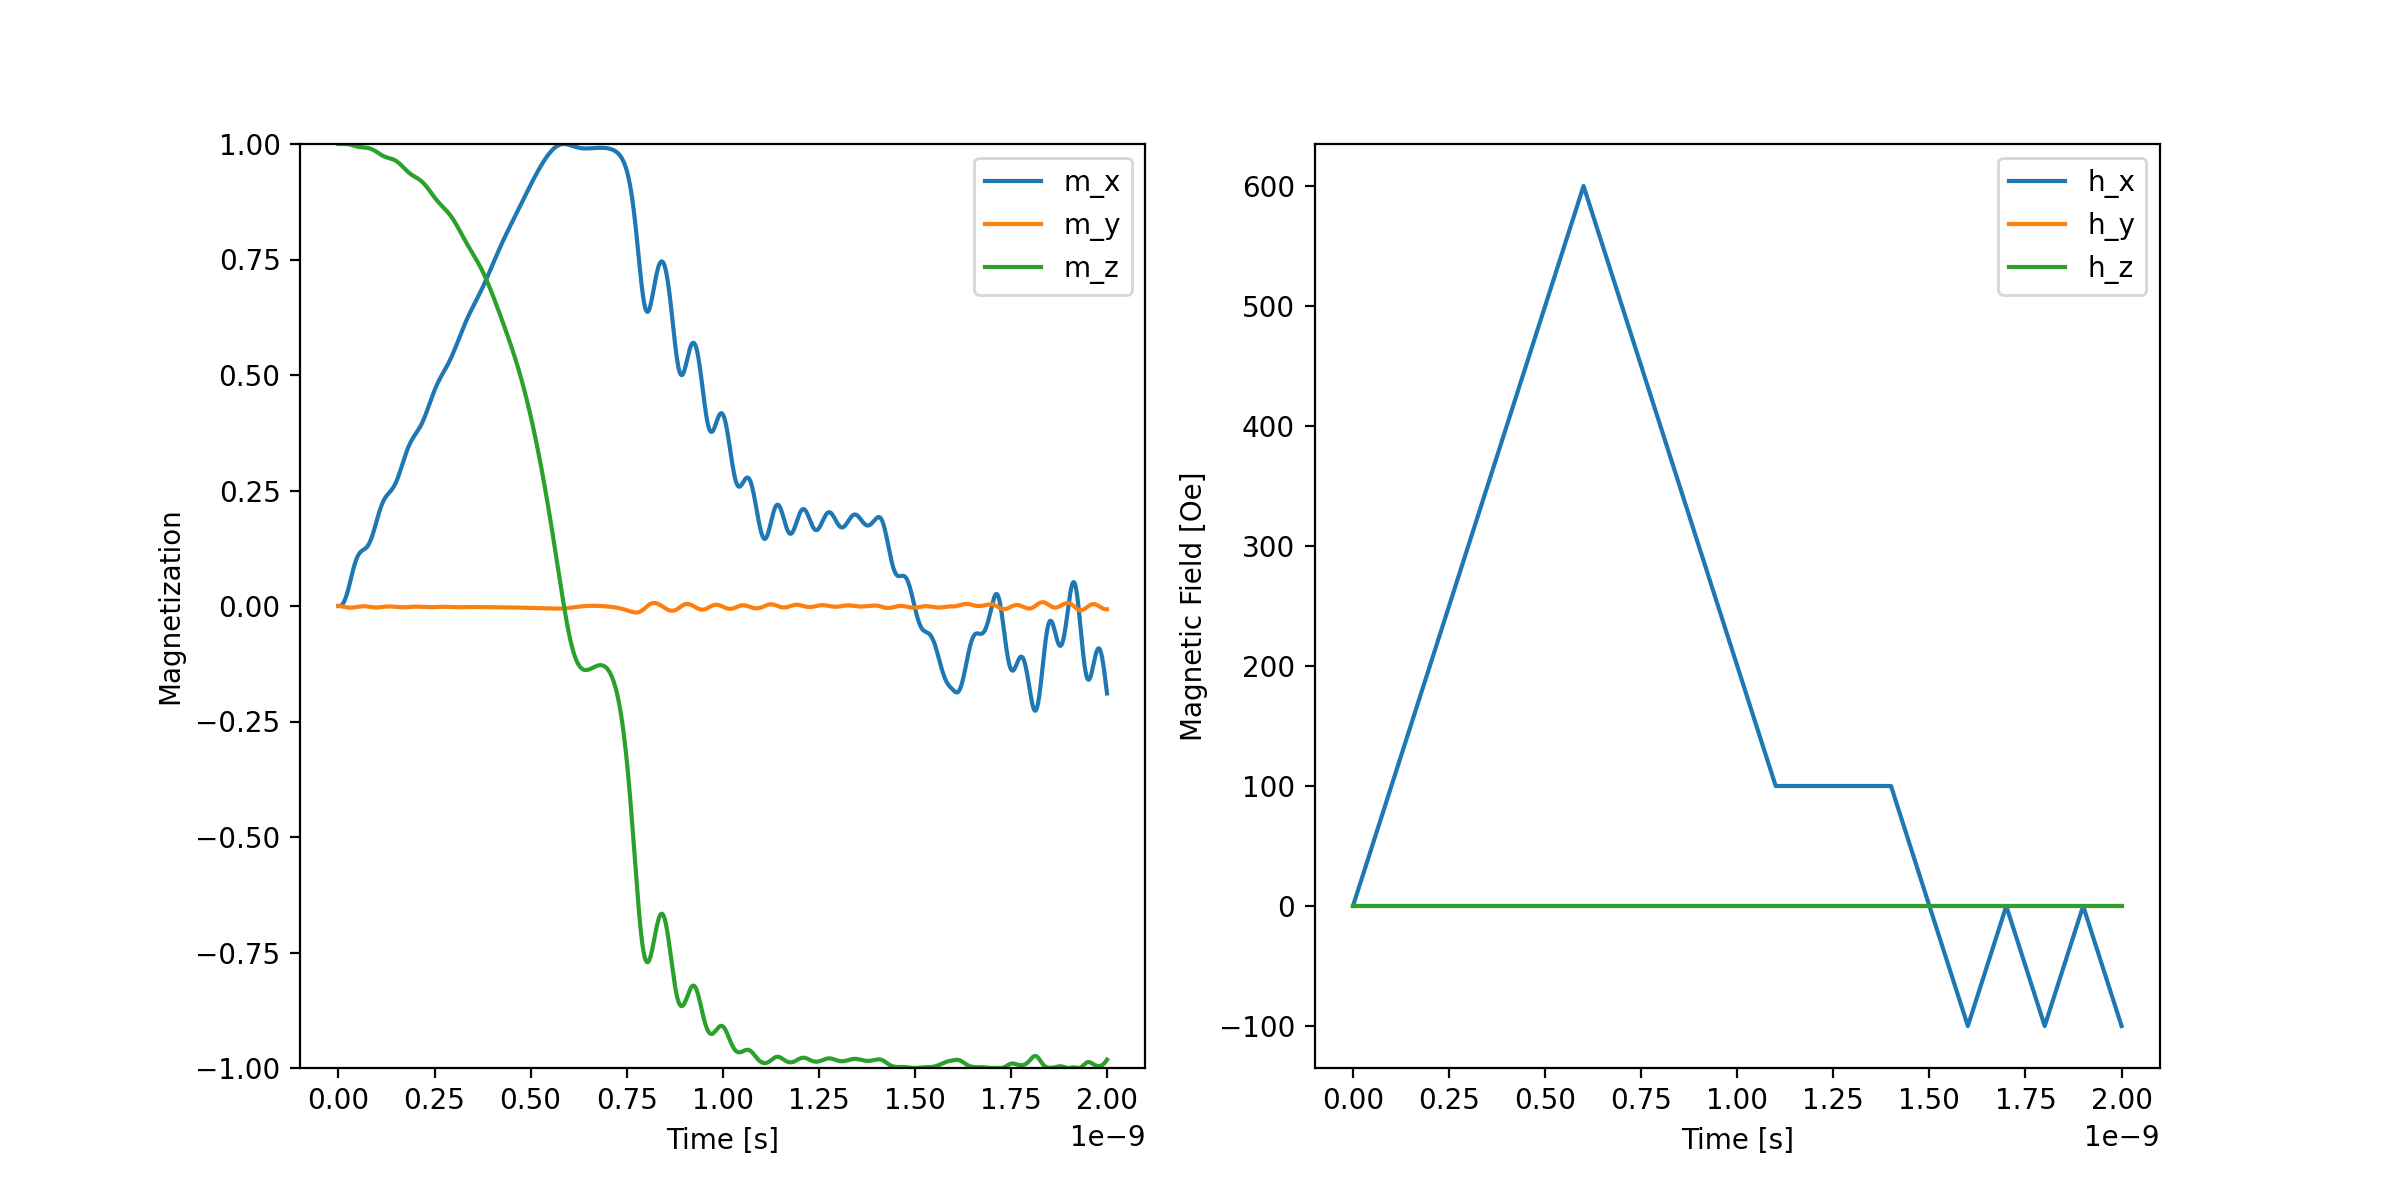 1.00
0.75
0.50
0.25
0.00
−0.25
−0.50
−0.75
−1.00
Magnetization
m_x
m_y
m_z
0.00 0.25 0.50 0.75 1.00 1.25 1.50 1.75 2.00
Time [s]
1e−9
600
500
400
300
200
100
0
−100
Magnetic Field [Oe]
h_x
h_y
h_z
0.00 0.25 0.50 0.75 1.00 1.25 1.50 1.75 2.00
Time [s]
1e−9